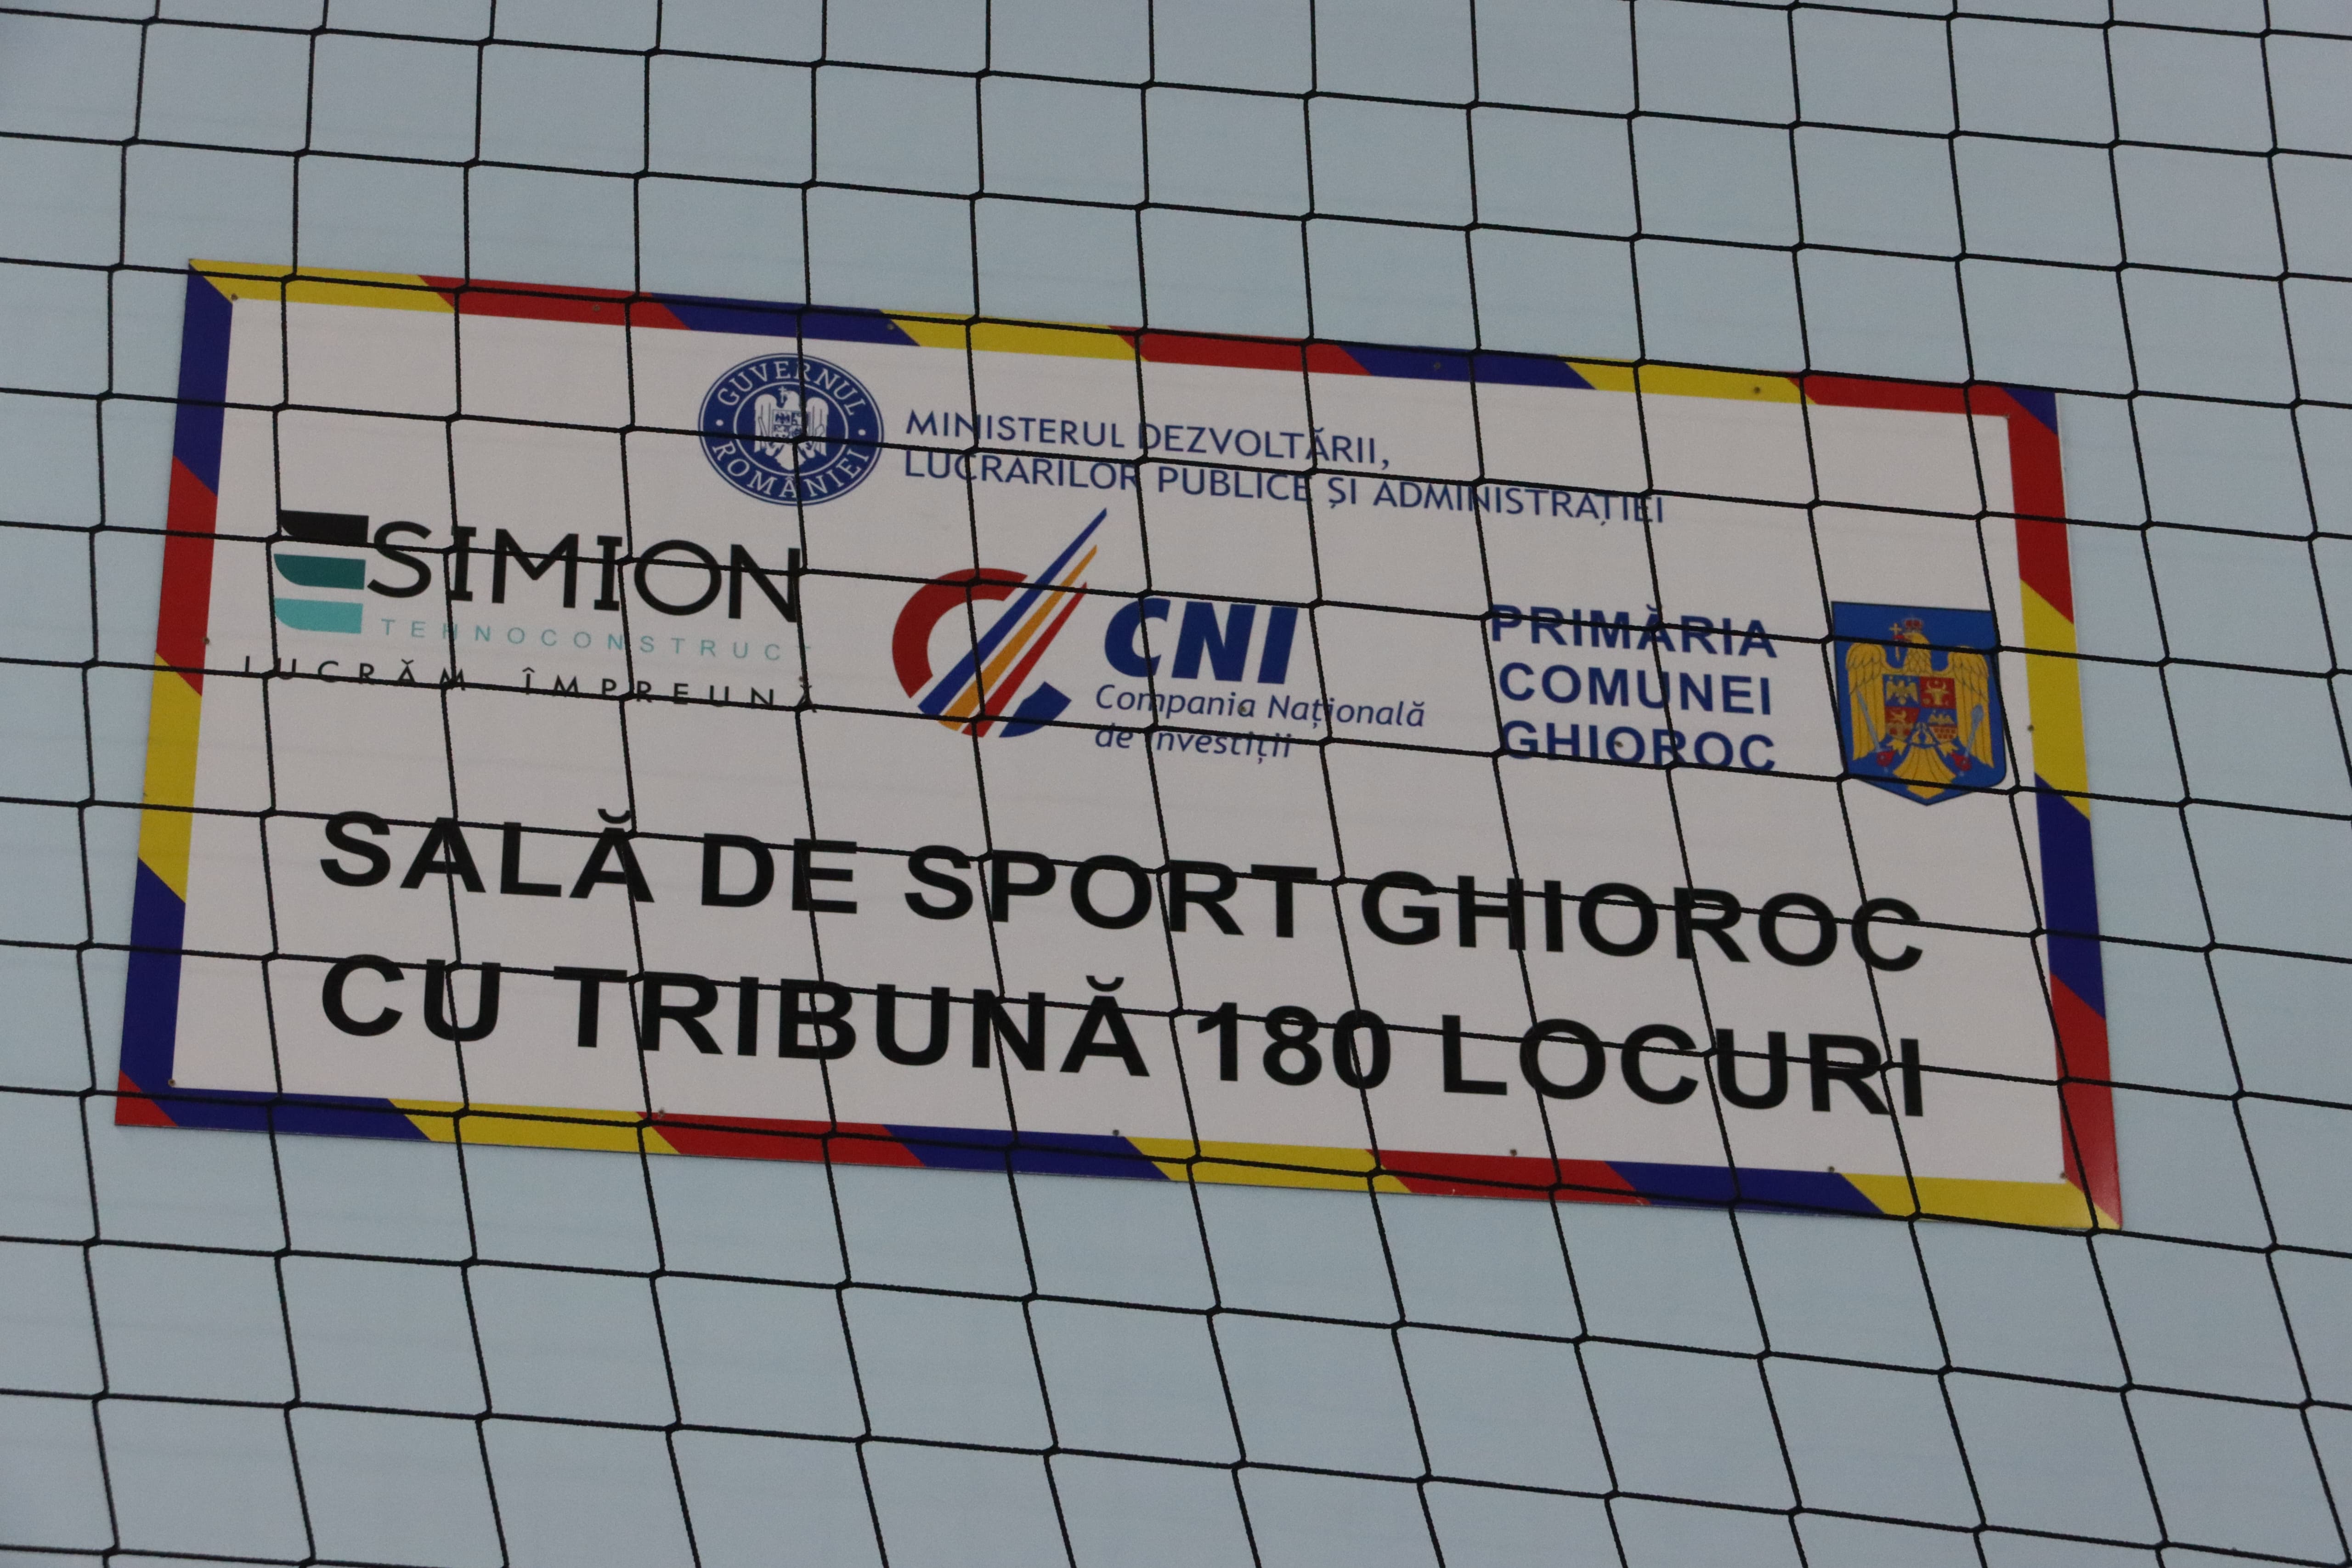 GUVERNUL ROMÂNIEI
MINISTERUL DEZVOLTĂRII,
LUCRARILOR PUBLICE ȘI ADMINISTRAȚIEI
SIMION
TEHNOCONSTRUCT
LUCRĂM ÎMPREUNĂ
CNI
Compania Națională
de Investiții
PRIMĂRIA
COMUNEI
GHIOROC
SALĂ DE SPORT GHIOROC
CU TRIBUNĂ 180 LOCURI